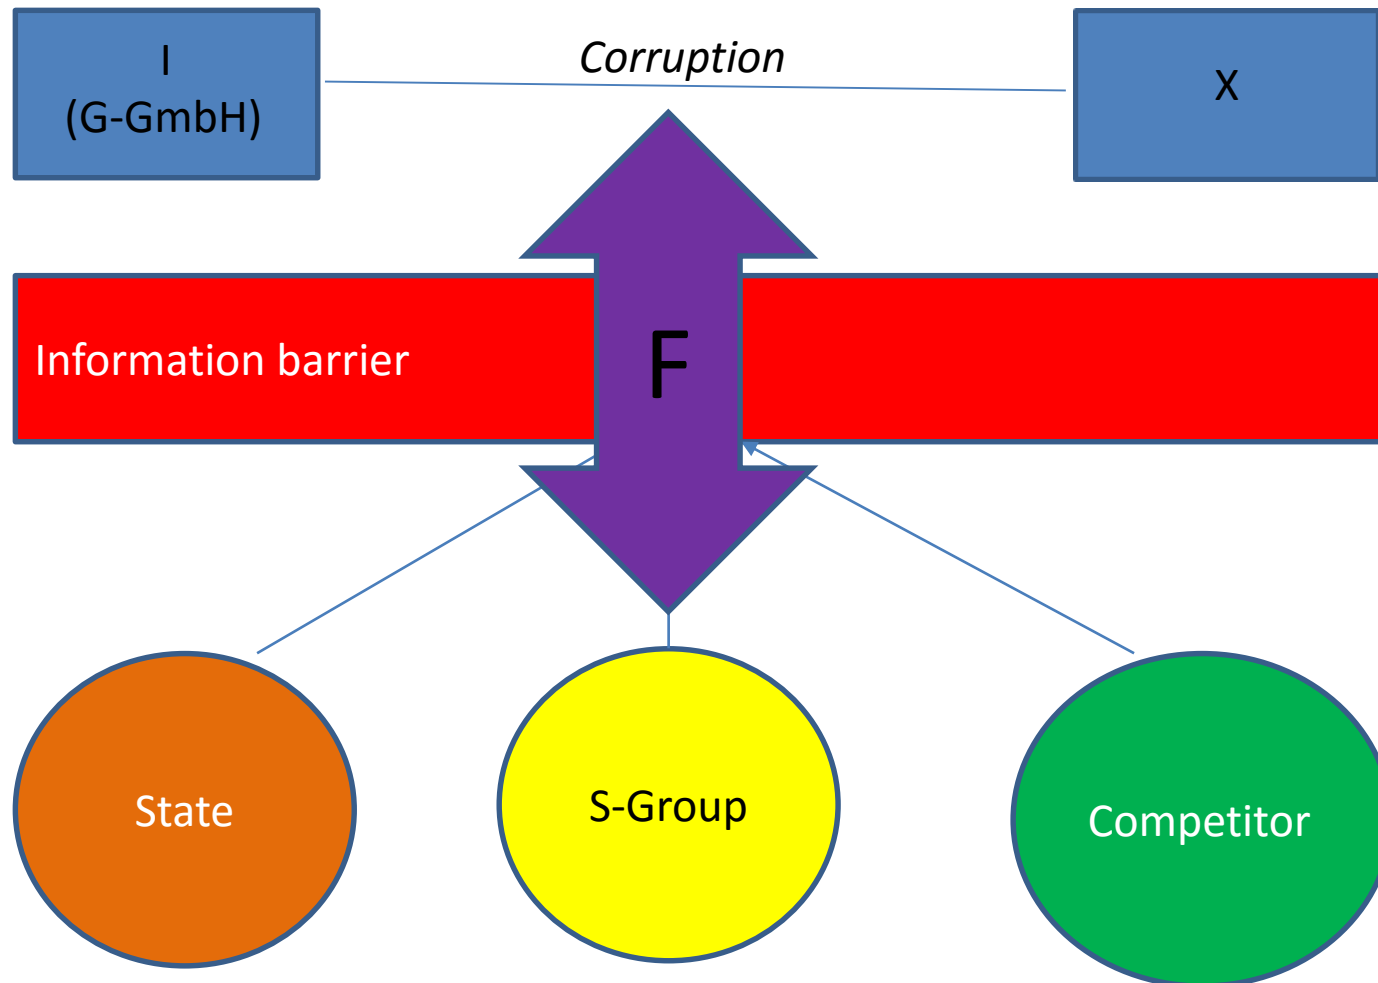 I
(G-GmbH)
Corruption
X
Information barrier
F
State
S-Group
Competitor